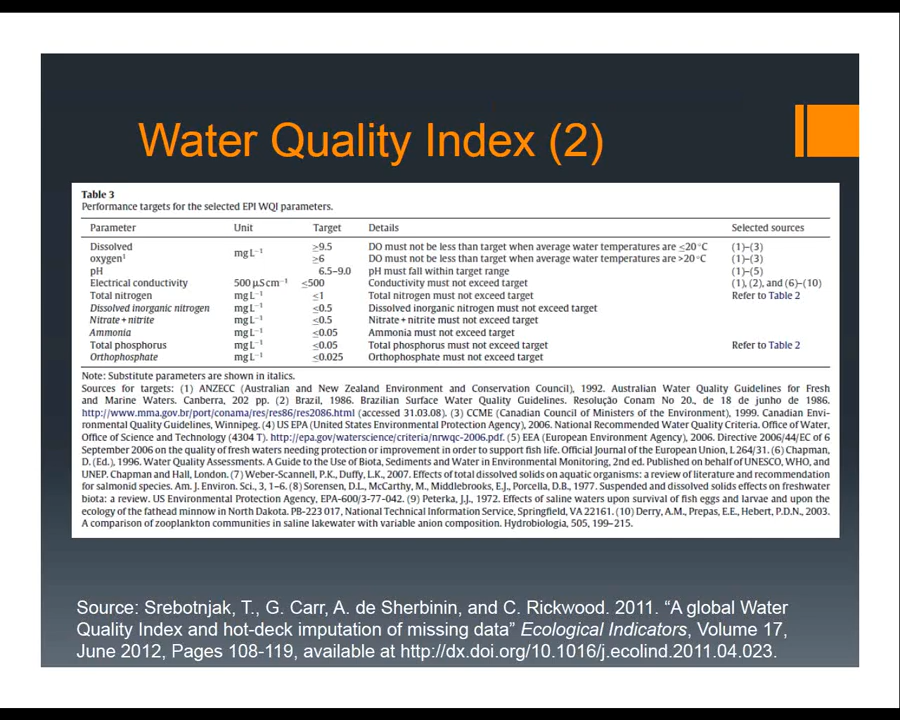 Water Quality Index (2)
Table 3
Performance targets for the selected EPI WQI parameters.
Parameter Unit Target Details Selected sources
Dissolved mg L⁻¹ ≥9.5 DO must not be less than target when average water temperatures are ≤20 °C (1)–(3)
oxygen¹ ≥6 DO must not be less than target when average water temperatures are >20 °C (1)–(3)
pH 6.5–9.0 pH must fall within target range (1)–(5)
Electrical conductivity 500 μS cm⁻¹ ≤500 Conductivity must not exceed target (1), (2), and (6)–(10)
Total nitrogen mg L⁻¹ ≤1 Total nitrogen must not exceed target Refer to Table 2
Dissolved inorganic nitrogen mg L⁻¹ ≤0.5 Dissolved inorganic nitrogen must not exceed target
Nitrate + nitrite mg L⁻¹ ≤0.5 Nitrate + nitrite must not exceed target
Ammonia mg L⁻¹ ≤0.05 Ammonia must not exceed target
Total phosphorus mg L⁻¹ ≤0.05 Total phosphorus must not exceed target Refer to Table 2
Orthophosphate mg L⁻¹ ≤0.025 Orthophosphate must not exceed target
Note: Substitute parameters are shown in italics.
Sources for targets: (1) ANZECC (Australian and New Zealand Environment and Conservation Council), 1992. Australian Water Quality Guidelines for Fresh
and Marine Waters. Canberra, 202 pp. (2) Brazil, 1986. Brazilian Surface Water Quality Guidelines. Resolução Conam No 20., de 18 de junho de 1986.
http://www.mma.gov.br/port/conama/res/res86/res2086.html (accessed 31.03.08). (3) CCME (Canadian Council of Ministers of the Environment), 1999. Canadian Envi-
ronmental Quality Guidelines, Winnipeg. (4) US EPA (United States Environmental Protection Agency), 2006. National Recommended Water Quality Criteria. Office of Water,
Office of Science and Technology (4304 T). http://epa.gov/waterscience/criteria/nrwqc-2006.pdf. (5) EEA (European Environment Agency), 2006. Directive 2006/44/EC of 6
September 2006 on the quality of fresh waters needing protection or improvement in order to support fish life. Official Journal of the European Union, L 264/31. (6) Chapman,
D. (Ed.), 1996. Water Quality Assessments. A Guide to the Use of Biota, Sediments and Water in Environmental Monitoring, 2nd ed. Published on behalf of UNESCO, WHO, and
UNEP. Chapman and Hall, London. (7) Weber-Scannell, P.K., Duffy, L.K., 2007. Effects of total dissolved solids on aquatic organisms: a review of literature and recommendation
for salmonid species. Am. J. Environ. Sci., 3, 1–6. (8) Sorensen, D.L., McCarthy, M., Middlebrooks, E.J., Porcella, D.B., 1977. Suspended and dissolved solids effects on freshwater
biota: a review. US Environmental Protection Agency, EPA-600/3-77-042. (9) Peterka, J.J., 1972. Effects of saline waters upon survival of fish eggs and larvae and upon the
ecology of the fathead minnow in North Dakota. PB-223 017, National Technical Information Service, Springfield, VA 22161. (10) Derry, A.M., Prepas, E.E., Hebert, P.D.N., 2003.
A comparison of zooplankton communities in saline lakewater with variable anion composition. Hydrobiologia, 505, 199–215.
Source: Srebotnjak, T., G. Carr, A. de Sherbinin, and C. Rickwood. 2011. “A global Water
Quality Index and hot-deck imputation of missing data” Ecological Indicators, Volume 17,
June 2012, Pages 108-119, available at http://dx.doi.org/10.1016/j.ecolind.2011.04.023.